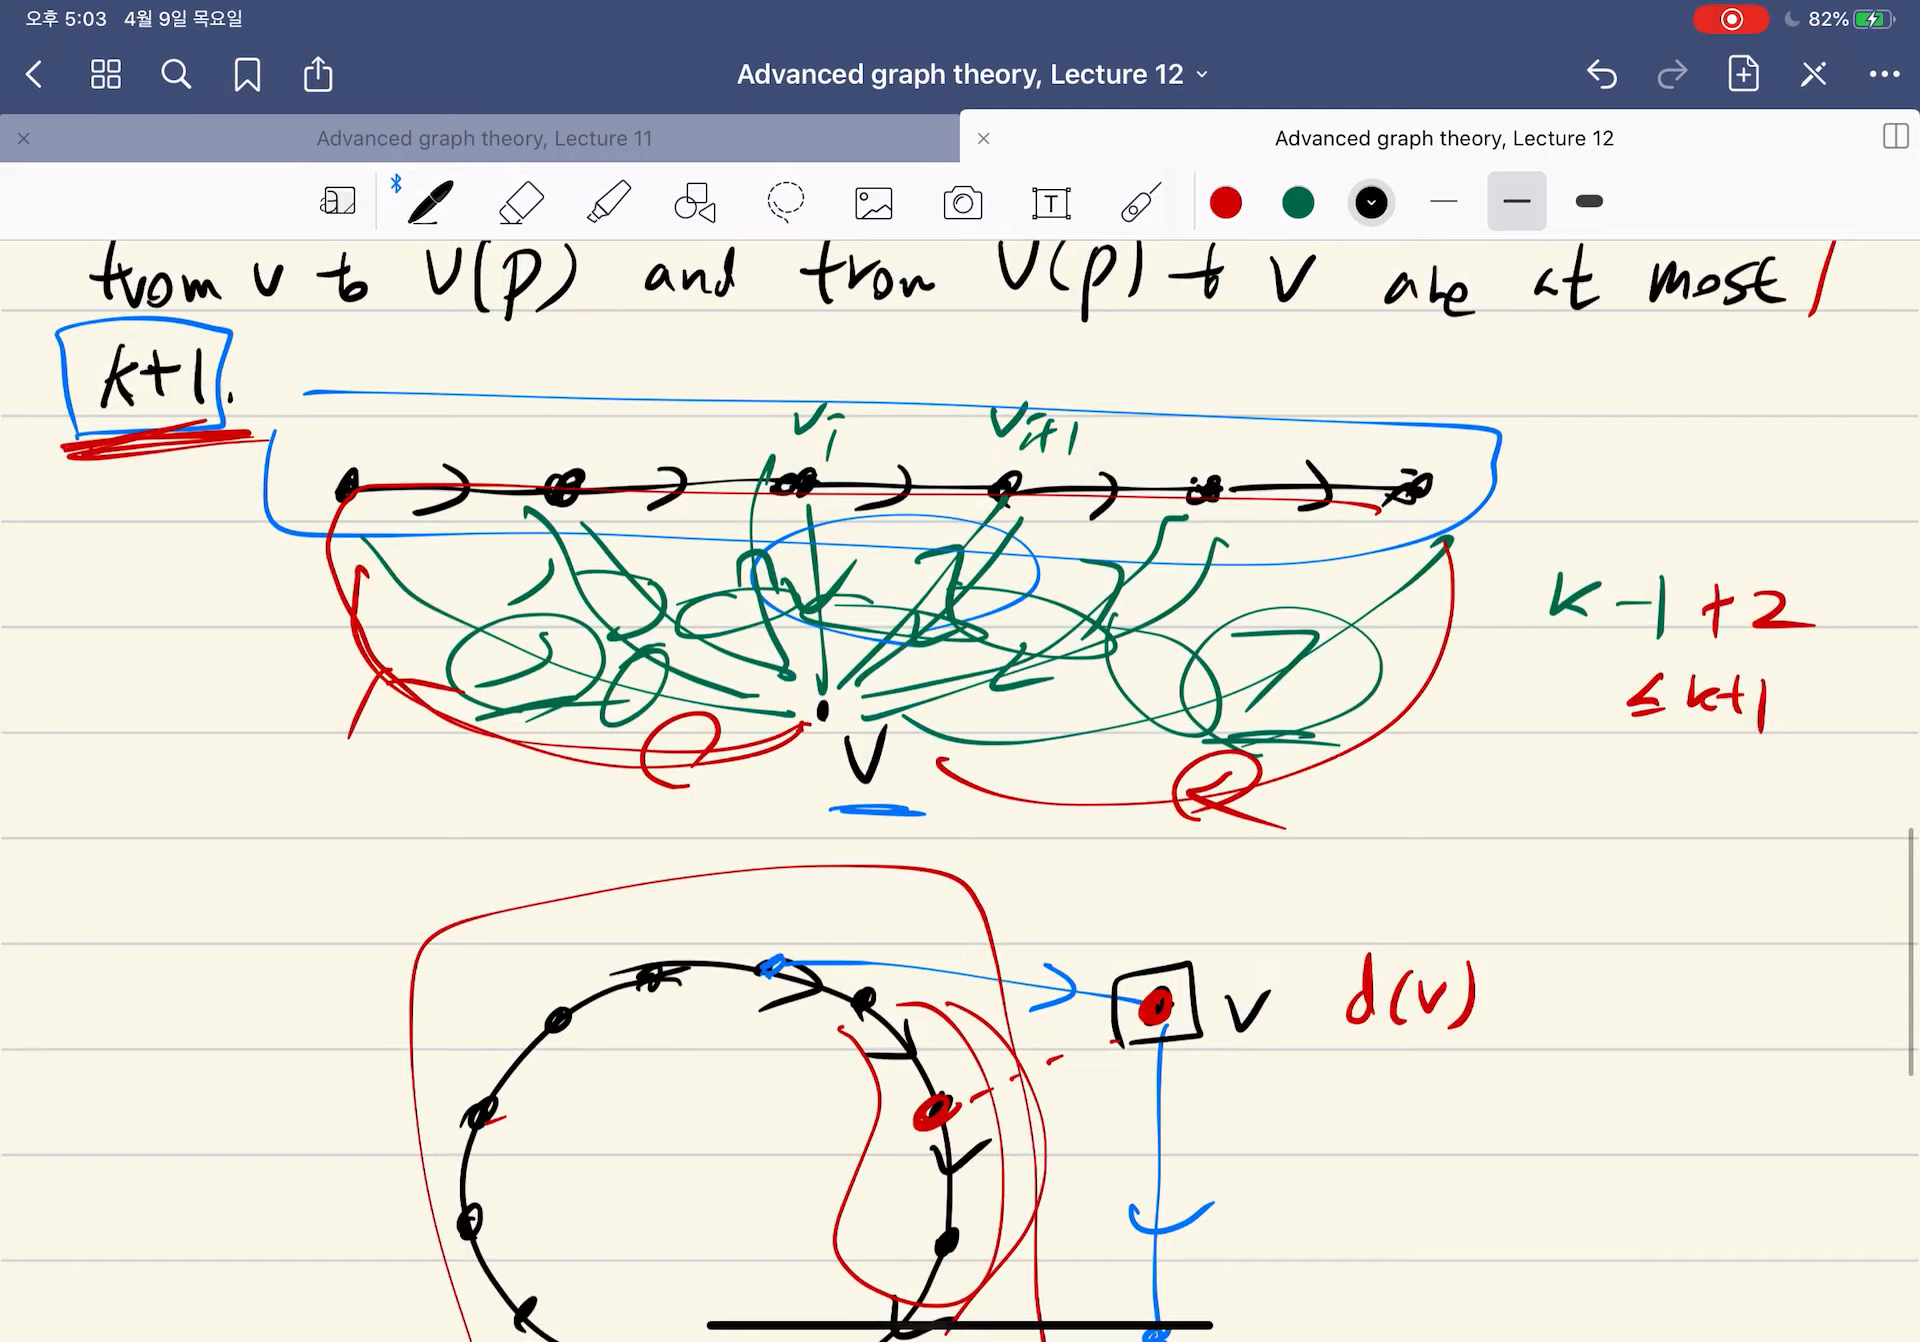 오후 5:03 4월 9일 목요일 82%
Advanced graph theory, Lecture 12
Advanced graph theory, Lecture 11
Advanced graph theory, Lecture 12
T
from v to V(p) and from V(p) to V are at most
k+1.
vi vi+1
k-1+2
≤ k+1
V
V d(v)